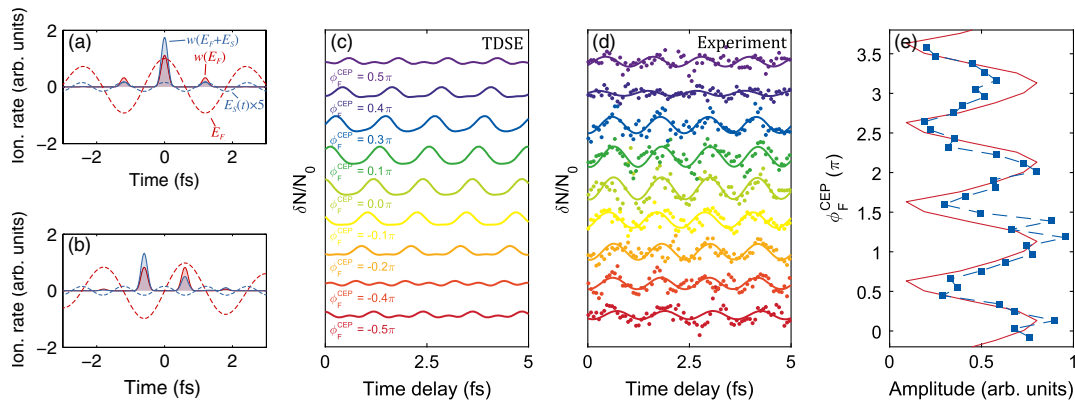 (a)
w(E_F+E_S)
w(E_F)
E_S(t)×5
E_F
Ion. rate (arb. units)
2
0
-2
-2
0
2
Time (fs)
(b)
Ion. rate (arb. units)
2
0
-2
-2
0
2
Time (fs)
(c)
TDSE
ϕ_F^CEP = 0.5π
ϕ_F^CEP = 0.4π
ϕ_F^CEP = 0.3π
ϕ_F^CEP = 0.1π
ϕ_F^CEP = 0.0π
ϕ_F^CEP = -0.1π
ϕ_F^CEP = -0.2π
ϕ_F^CEP = -0.4π
ϕ_F^CEP = -0.5π
δN/N_0
0
2.5
5
Time delay (fs)
(d)
Experiment
δN/N_0
0
2.5
5
Time delay (fs)
(e)
ϕ_F^CEP (π)
3.5
3
2.5
2
1.5
1
0.5
0
0
0.5
1
Amplitude (arb. units)